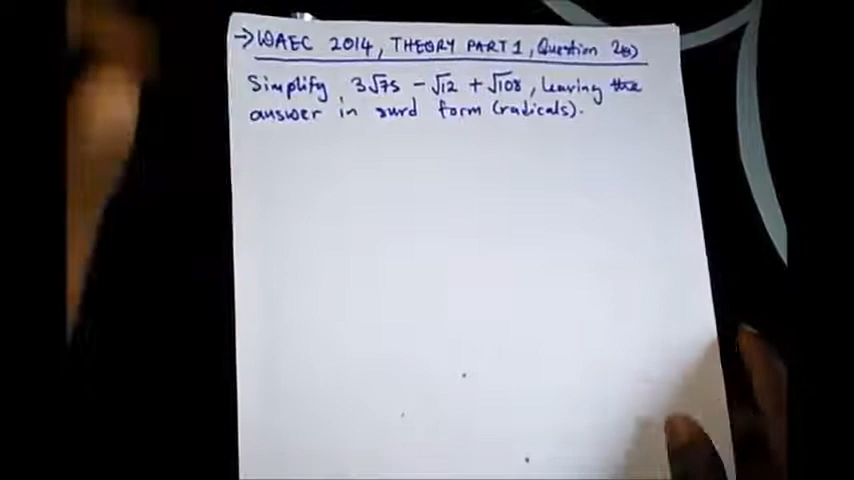 →WAEC 2014, THEORY PART 1, Question 2(a)
Simplify 3√75 - √12 + √108, leaving the
answer in surd form (radicals).